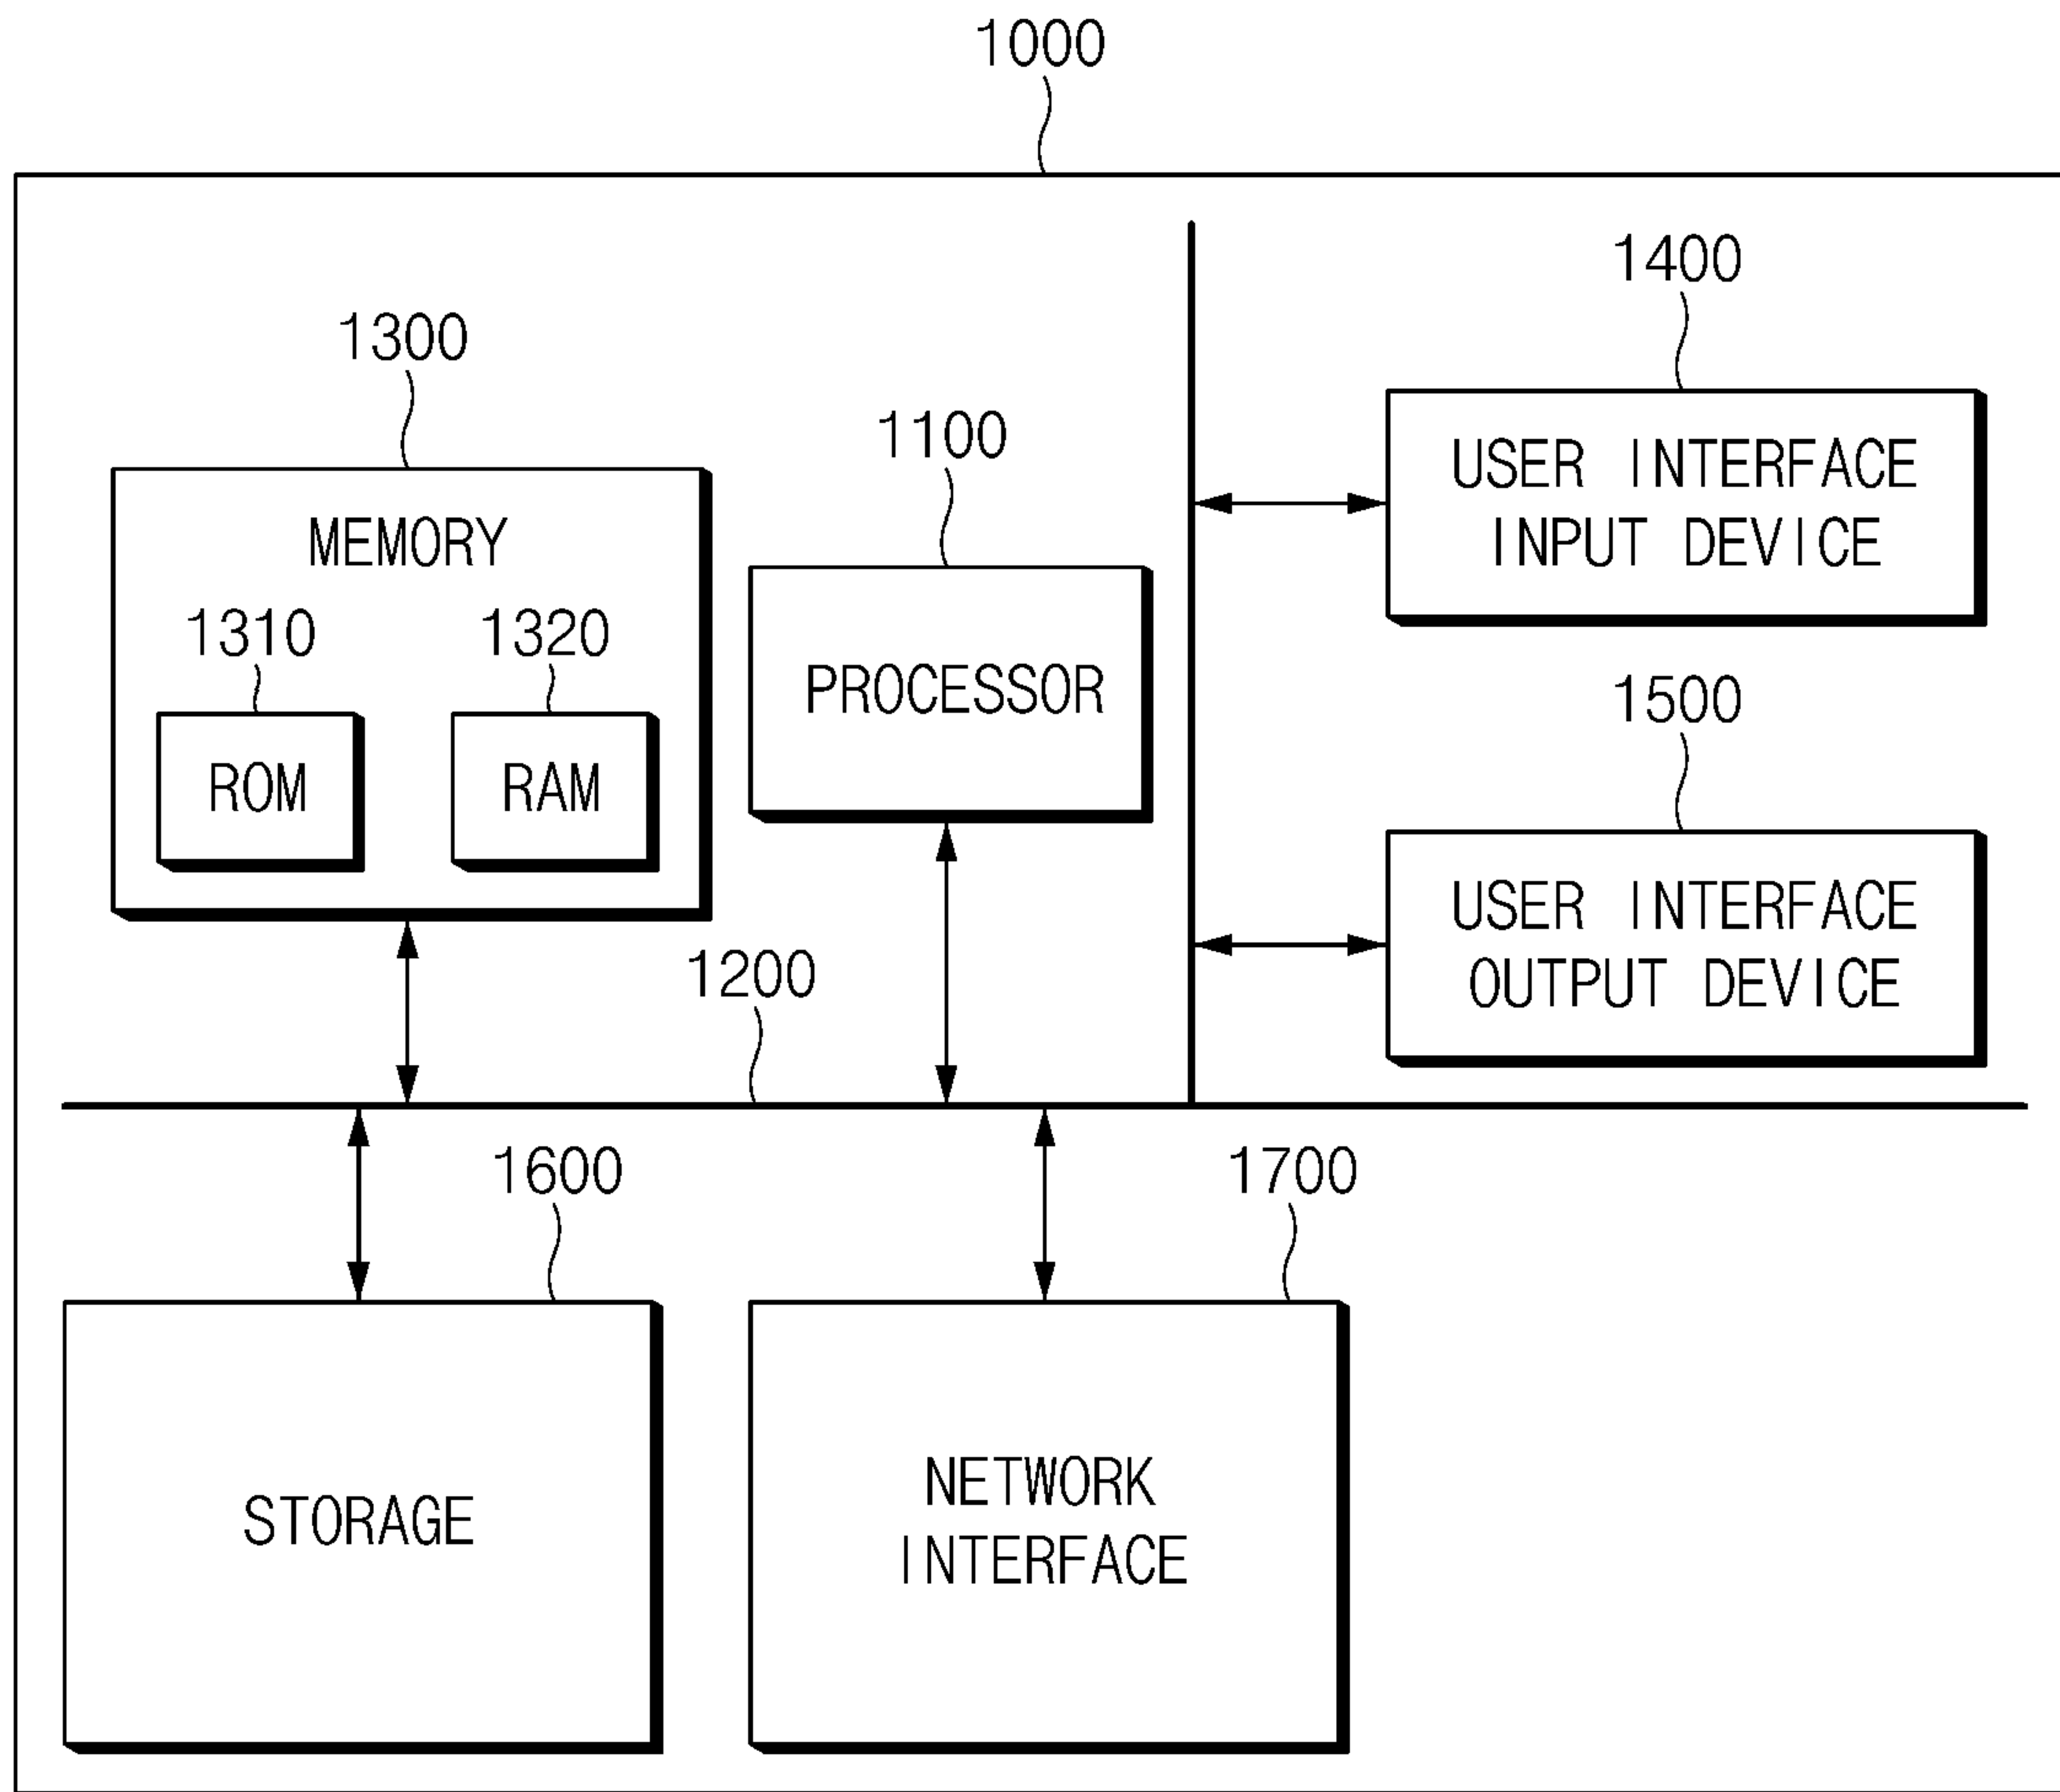 1000
1400
1300
1100
USER INTERFACE
INPUT DEVICE
MEMORY
1310
1320
PROCESSOR
1500
ROM
RAM
USER INTERFACE
OUTPUT DEVICE
1200
1600
1700
STORAGE
NETWORK
INTERFACE